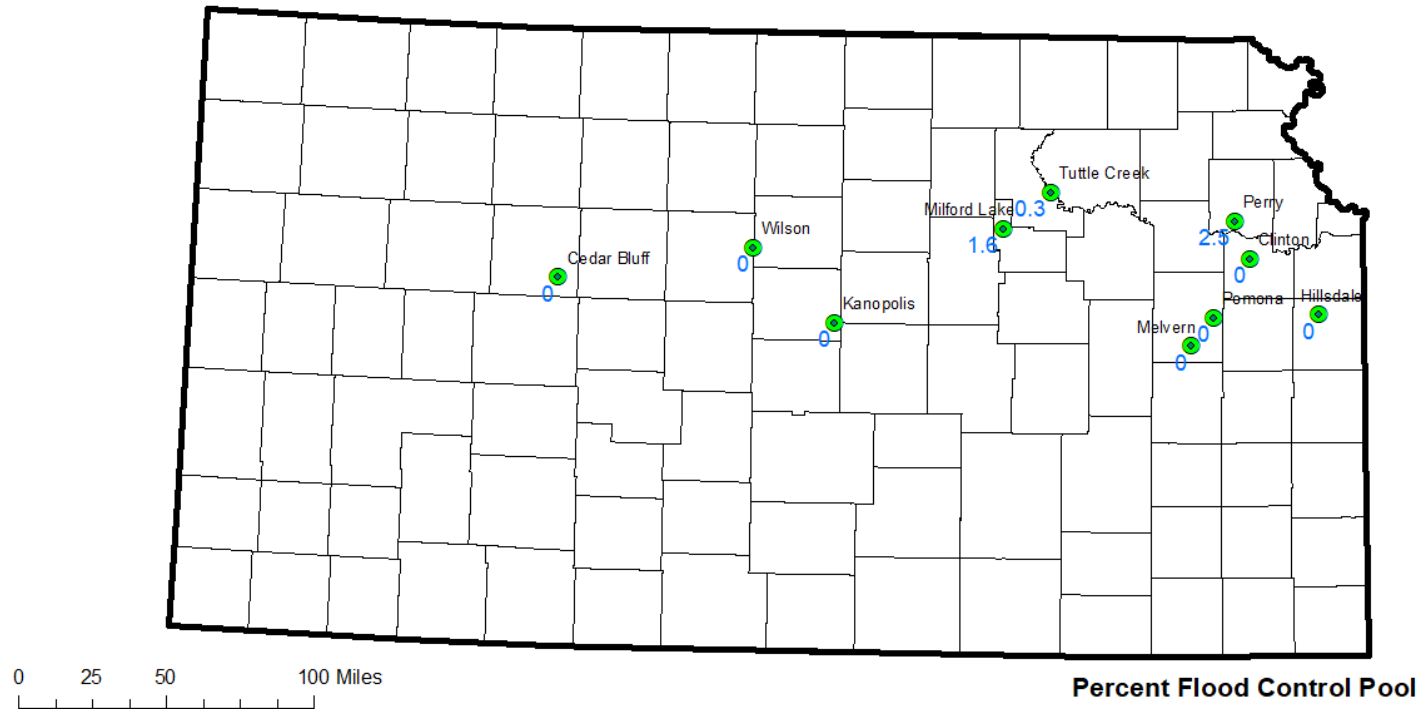 Tuttle Creek
Milford Lake
0.3
1.6
Perry
2.5
Clinton
0
Wilson
0
Cedar Bluff
0
Kanopolis
0
Pomona
0
Hillsdale
0
Melvern
0
0 25 50 100 Miles
Percent Flood Control Pool